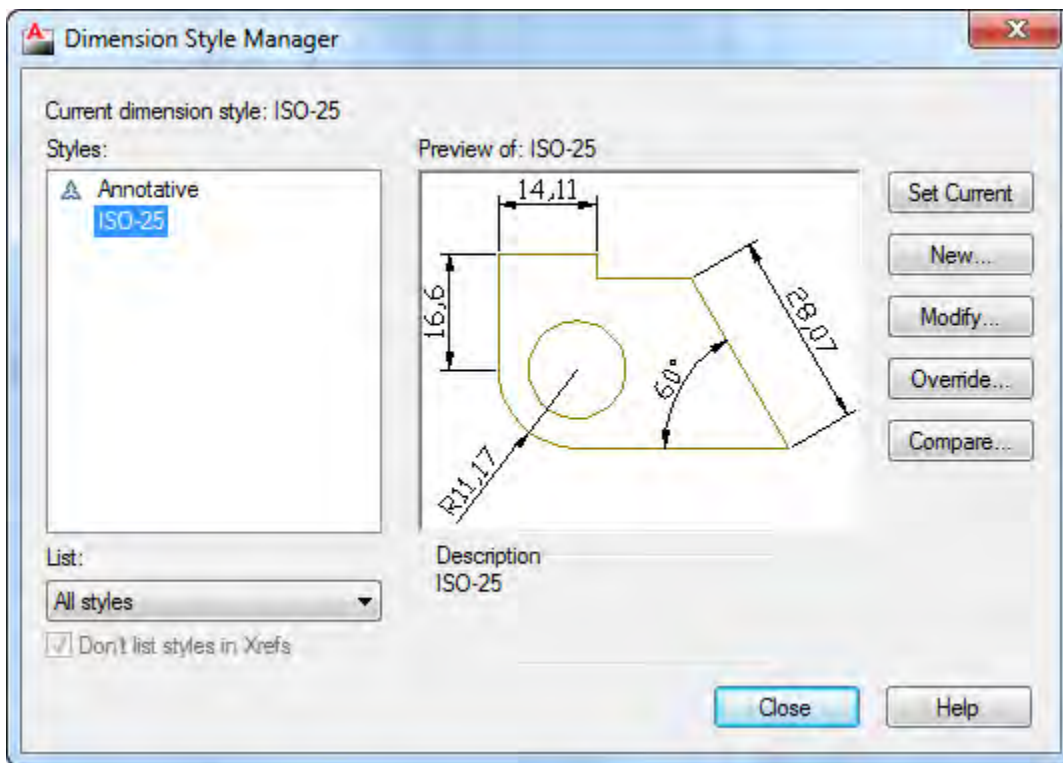 Dimension Style Manager
Current dimension style: ISO-25
Styles:
Annotative
ISO-25
Preview of: ISO-25
14,11
16,6
28,07
60°
R11,17
Set Current
New...
Modify...
Override...
Compare...
List:
All styles
Don't list styles in Xrefs
Description
ISO-25
Close
Help